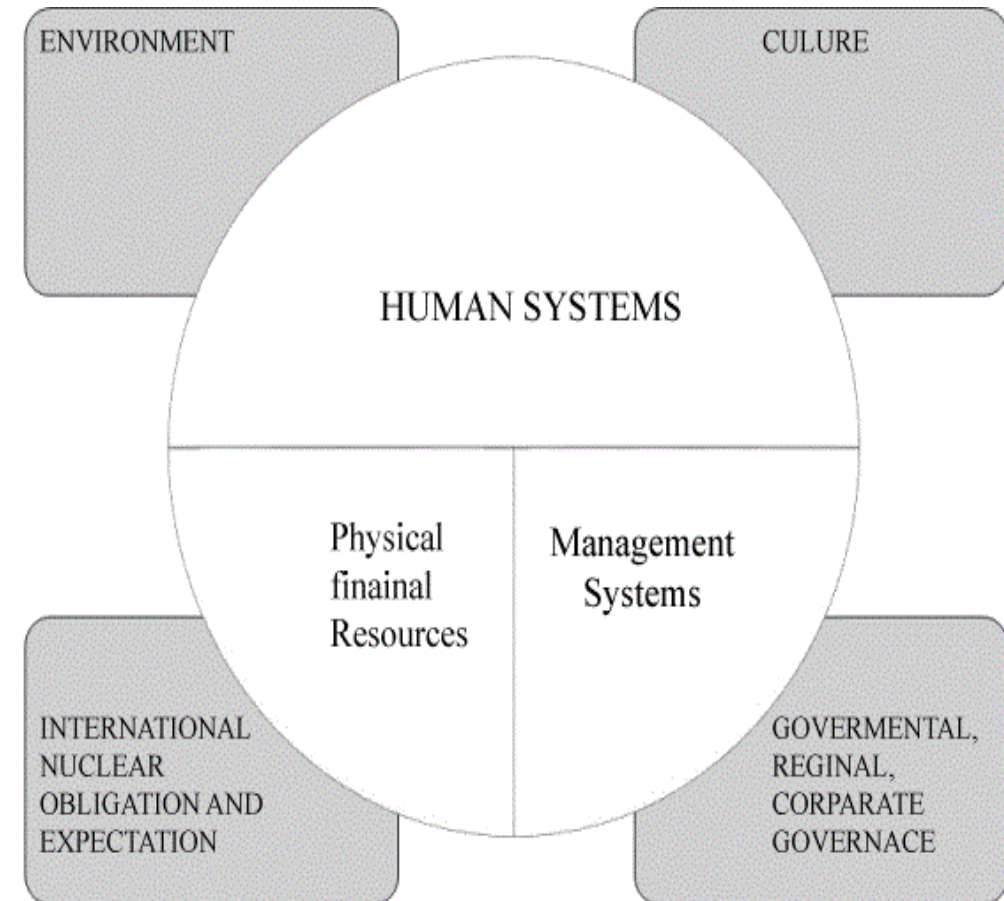 ENVIRONMENT
CULURE
HUMAN SYSTEMS
Physical
finainal
Resources
Management
Systems
INTERNATIONAL
NUCLEAR
OBLIGATION AND
EXPECTATION
GOVERMENTAL,
REGINAL,
CORPARATE
GOVERNACE